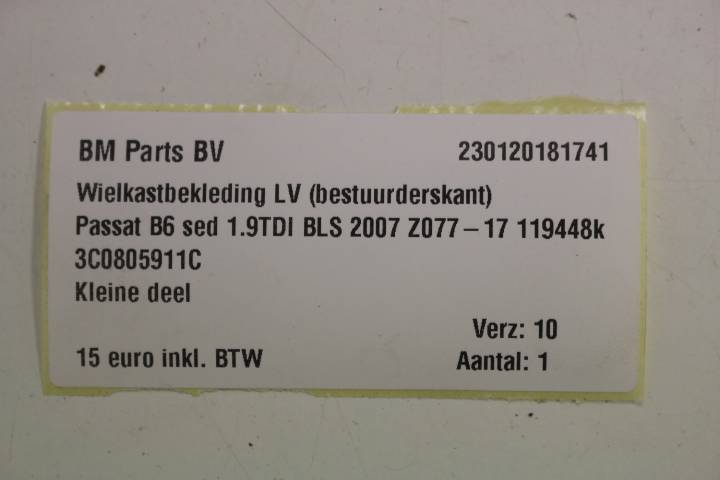 BM Parts BV 230120181741
Wielkastbekleding LV (bestuurderskant)
Passat B6 sed 1.9TDI BLS 2007 Z077-17 119448k
3C0805911C
Kleine deel
Verz: 10
15 euro inkl. BTW Aantal: 1